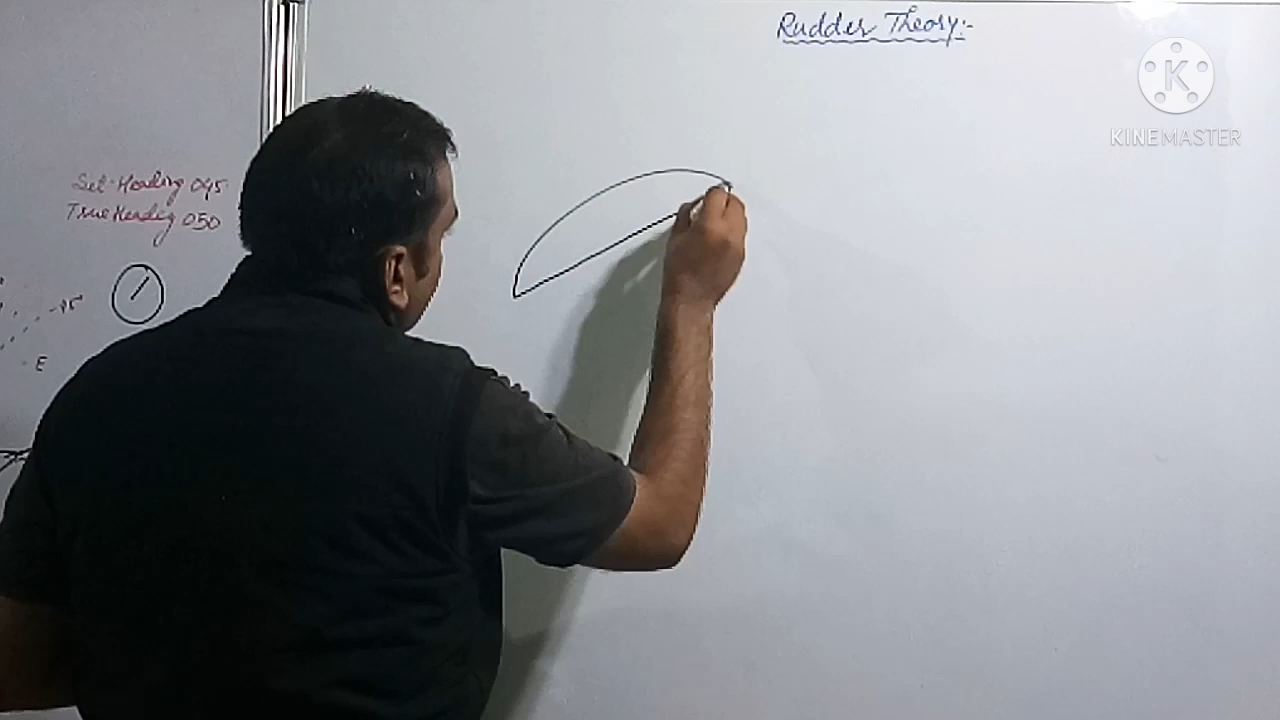 Rudder Theory:-
K
KINEMASTER
Set Heading 045
True Heading 050
45°
E